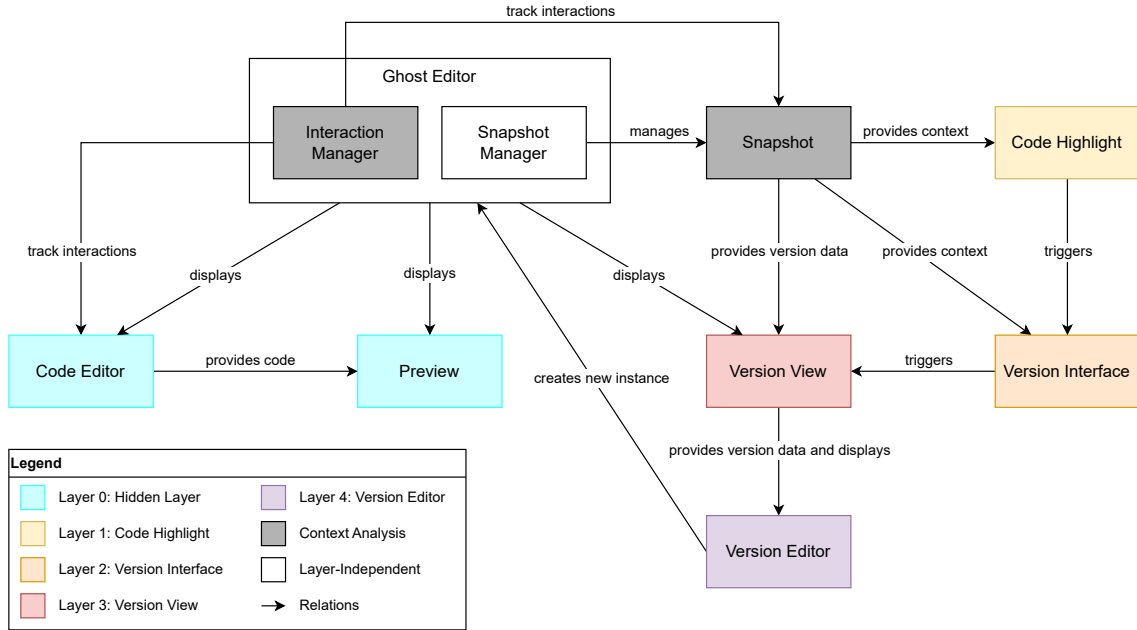 track interactions
Ghost Editor
Interaction
Manager
Snapshot
Manager
manages
Snapshot
provides context
Code Highlight
track interactions
displays
displays
displays
provides version data
provides context
triggers
Code Editor
provides code
Preview
creates new instance
Version View
triggers
Version Interface
provides version data and displays
Version Editor
Legend
Layer 0: Hidden Layer
Layer 4: Version Editor
Layer 1: Code Highlight
Context Analysis
Layer 2: Version Interface
Layer-Independent
Layer 3: Version View
Relations